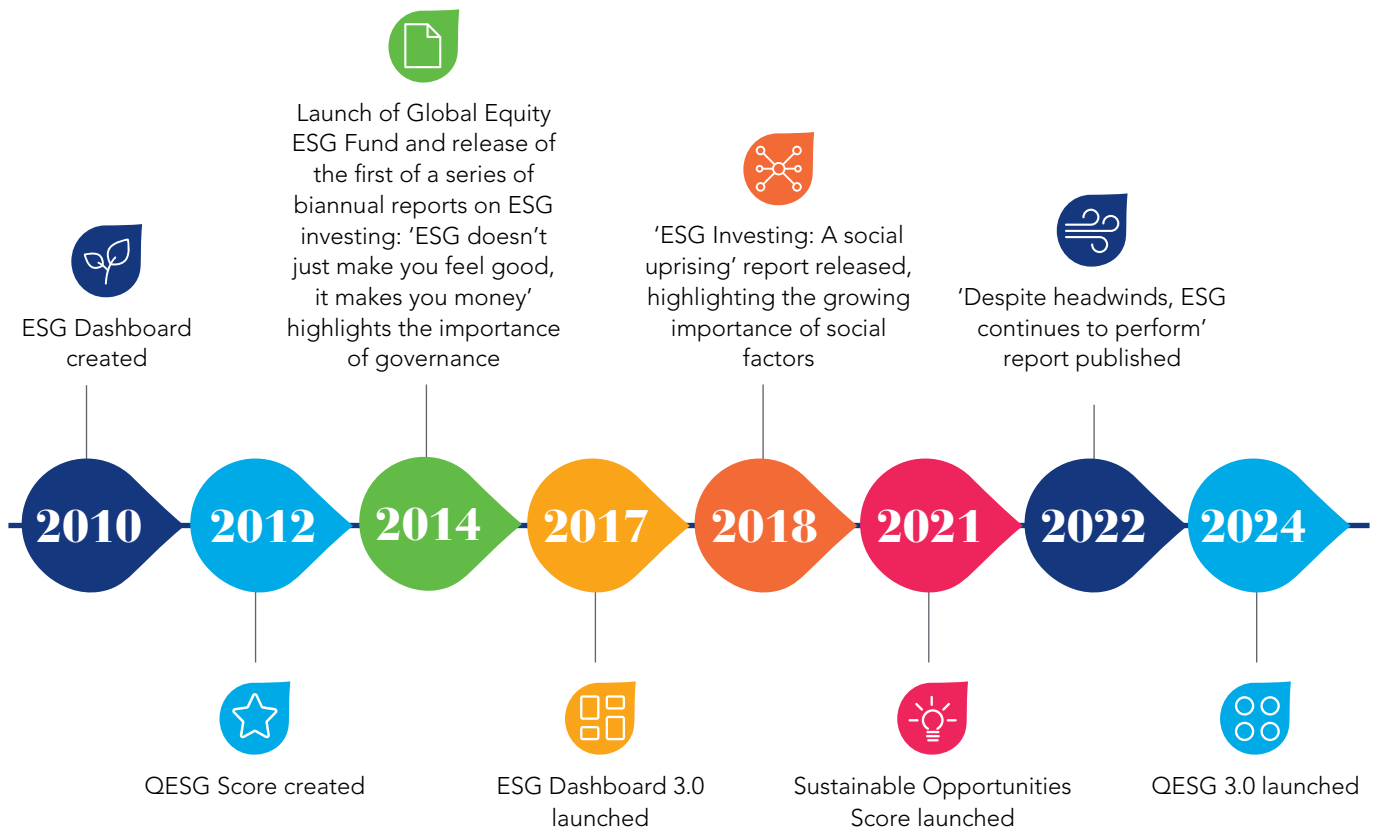 Launch of Global Equity
ESG Fund and release of
the first of a series of
biannual reports on ESG
investing: ‘ESG doesn’t
just make you feel good,
it makes you money’
highlights the importance
of governance
‘ESG Investing: A social
uprising’ report released,
highlighting the growing
importance of social
factors
‘Despite headwinds, ESG
continues to perform’
report published
ESG Dashboard
created
2010
2012
2014
2017
2018
2021
2022
2024
QESG Score created
ESG Dashboard 3.0
launched
Sustainable Opportunities
Score launched
QESG 3.0 launched